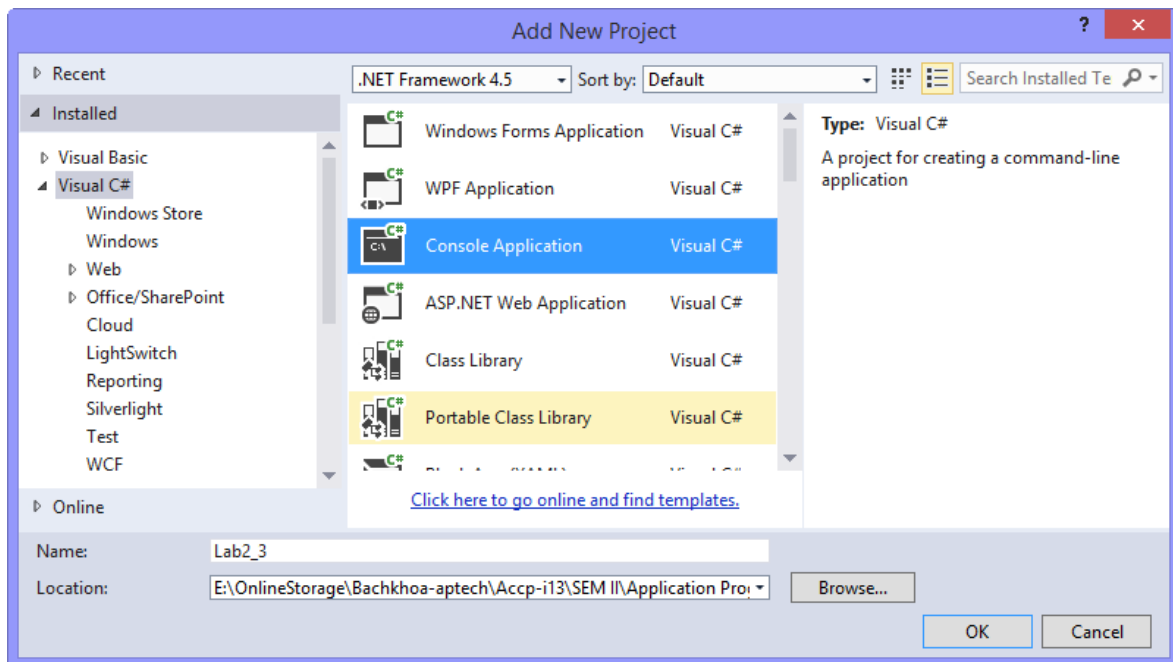 Add New Project
?
Recent
Installed
Visual Basic
Visual C#
Windows Store
Windows
Web
Office/SharePoint
Cloud
LightSwitch
Reporting
Silverlight
Test
WCF
Online
.NET Framework 4.5 Sort by: Default Search Installed Te
C# Windows Forms Application Visual C#
C# WPF Application Visual C#
C# C:\ Console Application Visual C#
C# ASP.NET Web Application Visual C#
C# Class Library Visual C#
C# Portable Class Library Visual C#
C#
Click here to go online and find templates.
Type: Visual C#
A project for creating a command-line
application
Name: Lab2_3
Location: E:\OnlineStorage\Bachkhoa-aptech\Accp-i13\SEM II\Application Pro Browse...
OK Cancel